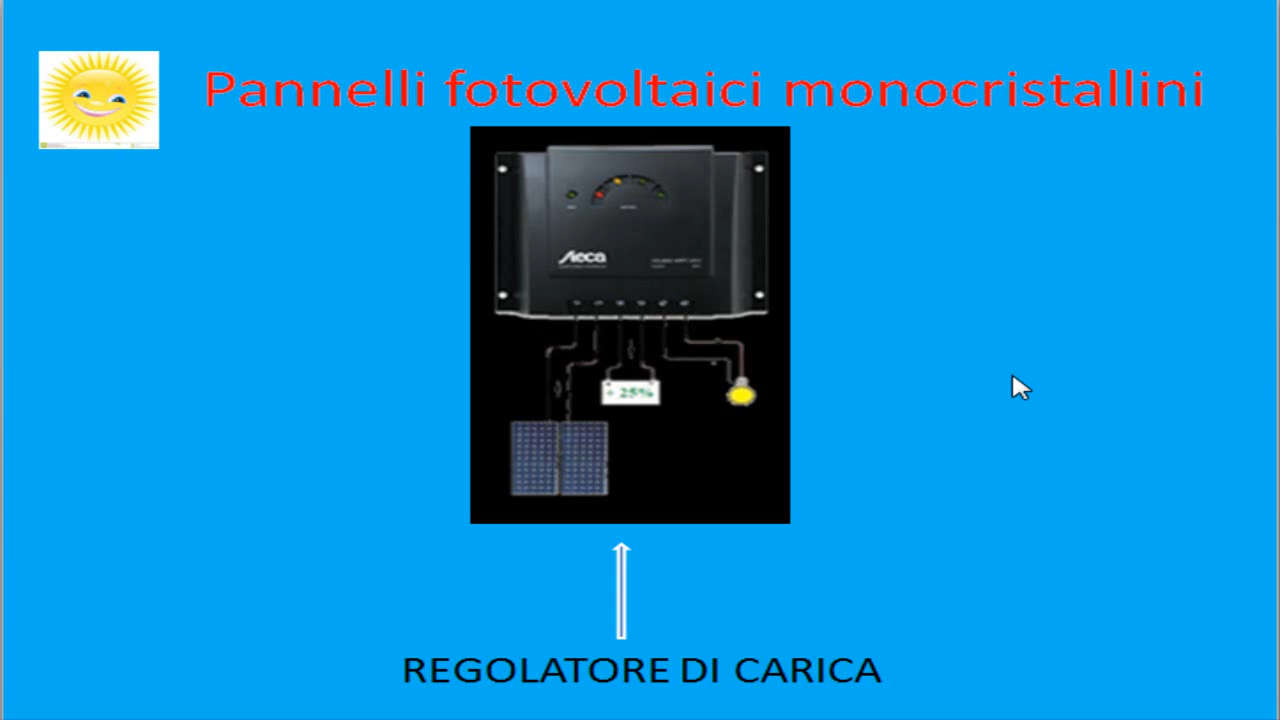 Pannelli fotovoltaici monocristallini
Steca
+ 25%
REGOLATORE DI CARICA